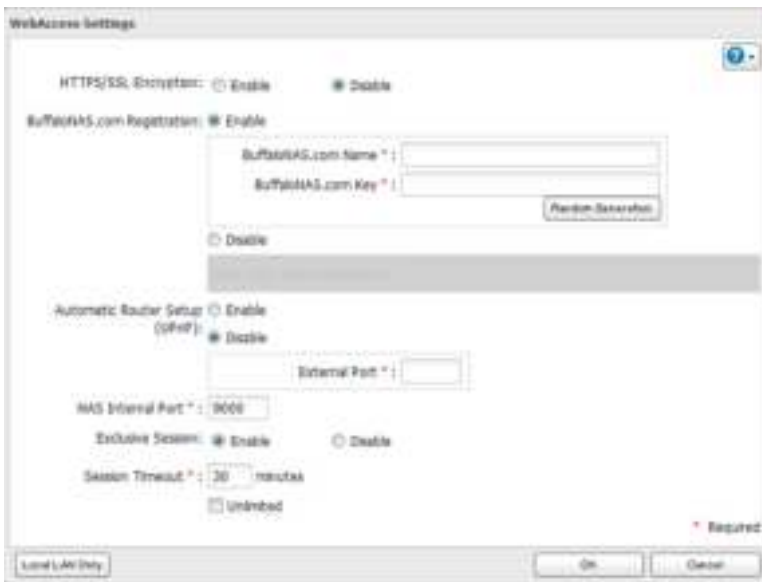 WebAccess Settings
HTTPS/SSL Encryption: Enable Disable
BuffaloNAS.com Registration: Enable
BuffaloNAS.com Name * :
BuffaloNAS.com Key * :
Random Generation
Disable
Automatic Router Setup Enable
(UPnP): Disable
External Port * :
NAS Internal Port * : 9000
Exclusive Session: Enable Disable
Session Timeout * : 30 minutes
Unlimited
* Required
Local LAN Only OK Cancel